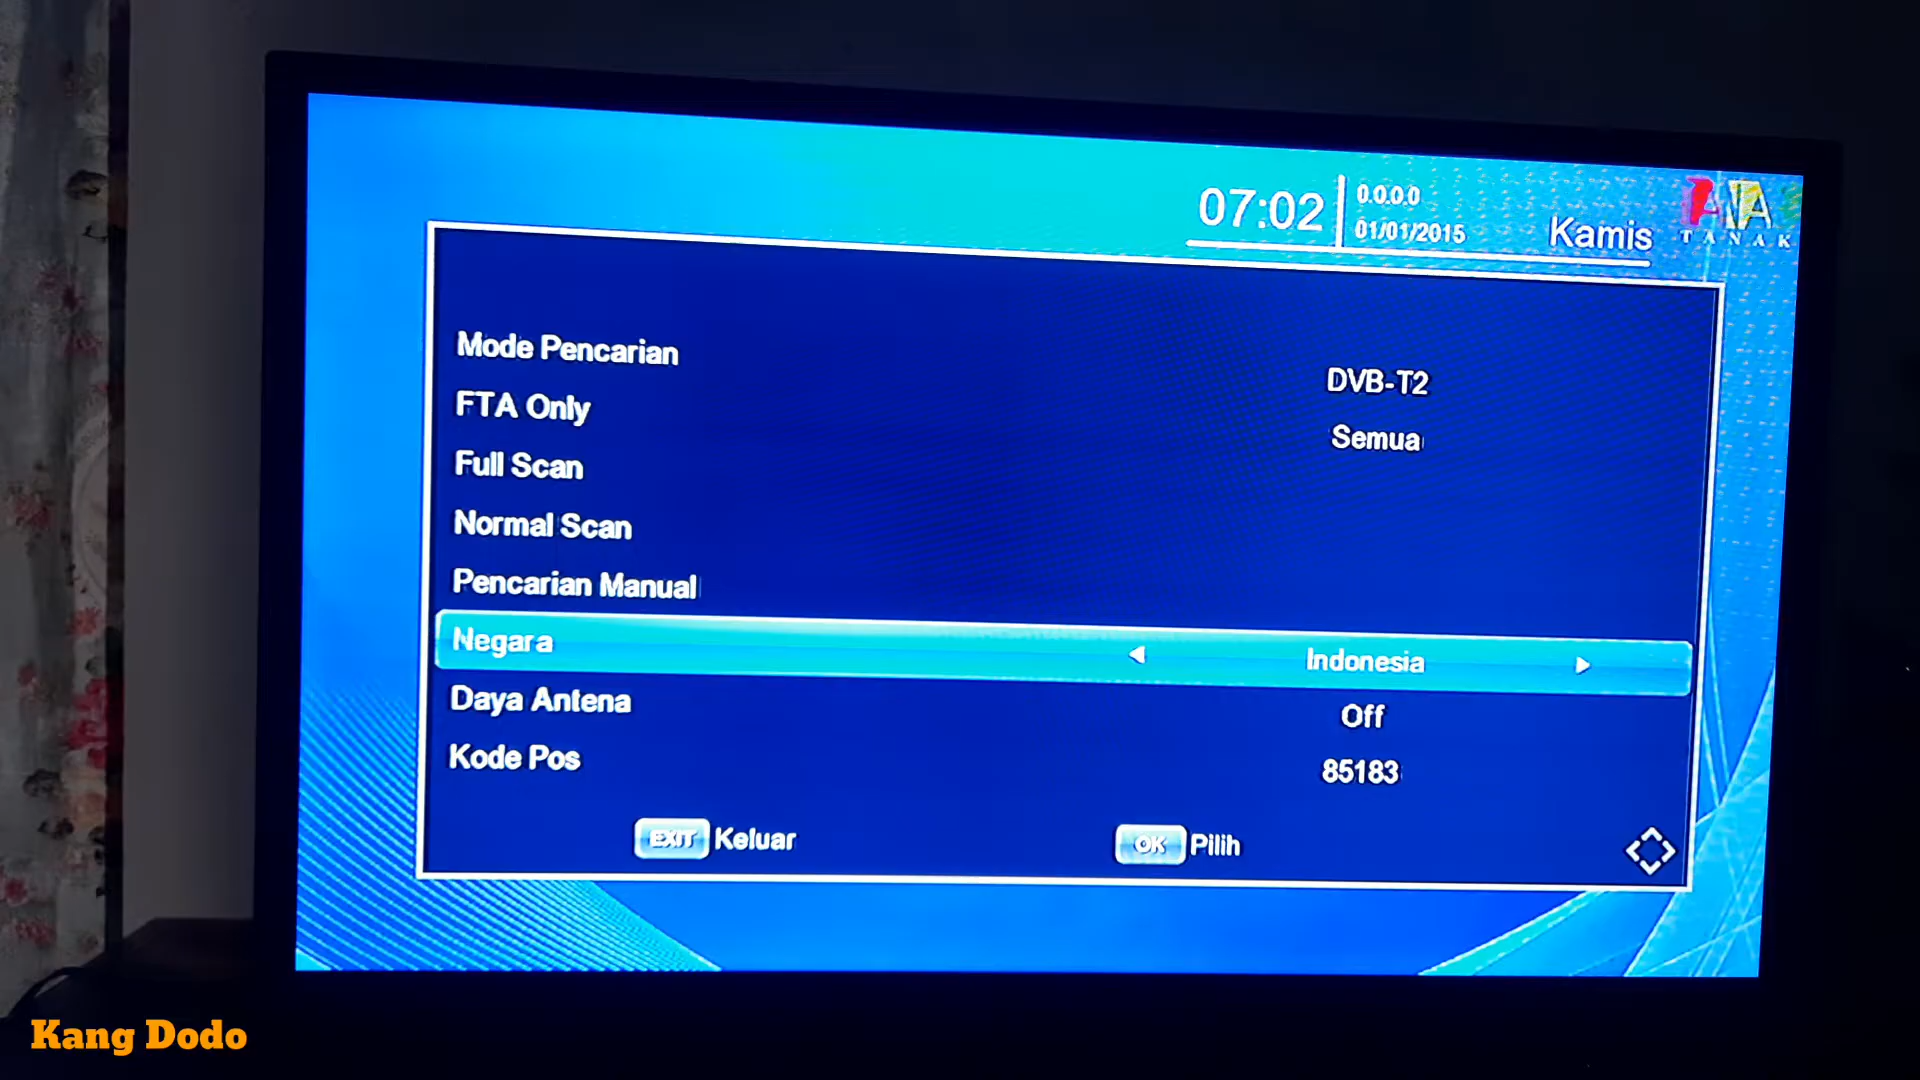 07:02
0.0.0.0
01/01/2015
Kamis
TANAK
Mode Pencarian
DVB-T2
FTA Only
Semua
Full Scan
Normal Scan
Pencarian Manual
Negara
Indonesia
Daya Antena
Off
Kode Pos
85183
EXIT Keluar
OK Pilih
Kang Dodo